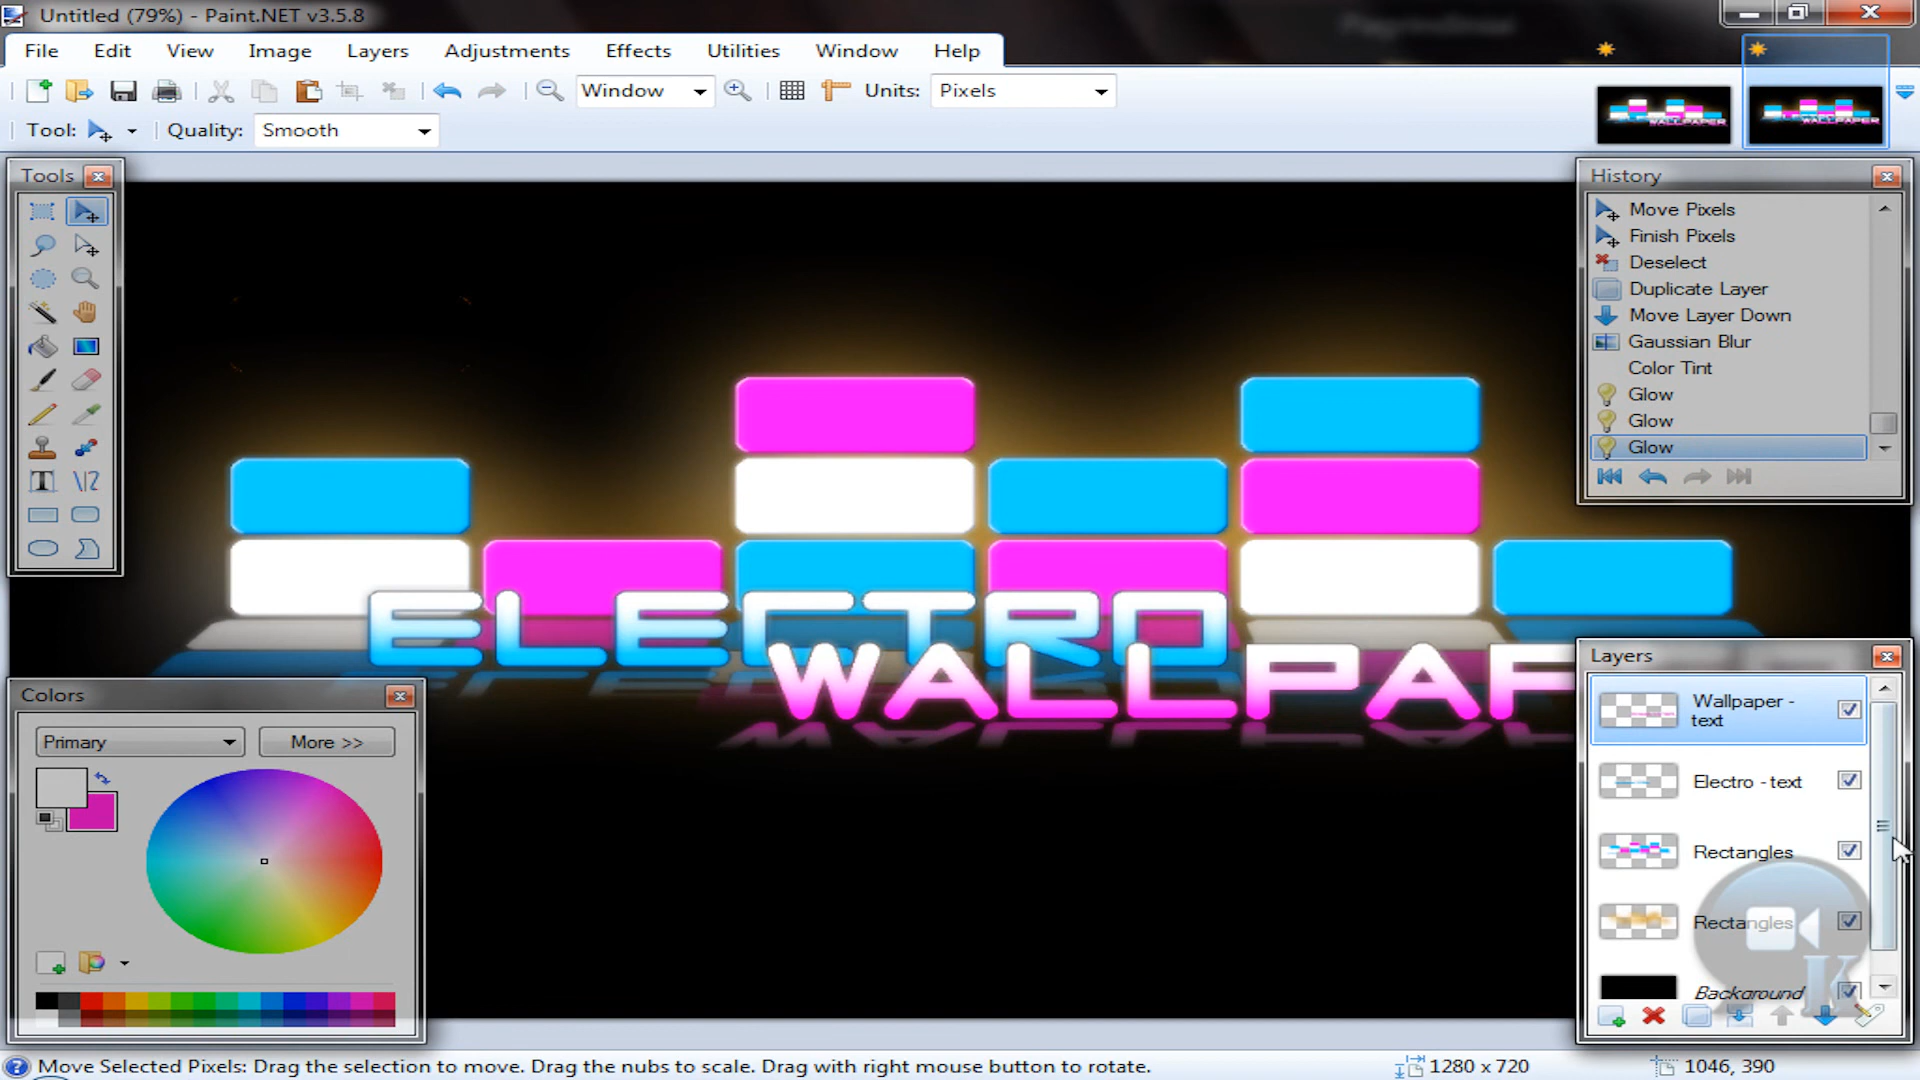 Untitled (79%) - Paint.NET v3.5.8
File Edit View Image Layers Adjustments Effects Utilities Window Help
Window Units: Pixels
Tool: Quality: Smooth
Tools
History
Move Pixels
Finish Pixels
Deselect
Duplicate Layer
Move Layer Down
Gaussian Blur
Color Tint
Glow
Glow
Glow
ELECTRO
WALLPAP
Layers
Wallpaper -
text
Electro - text
Rectangles
Rectangles
Background
K
Colors
Primary More >>
Move Selected Pixels: Drag the selection to move. Drag the nubs to scale. Drag with right mouse button to rotate. 1280 x 720 1046, 390